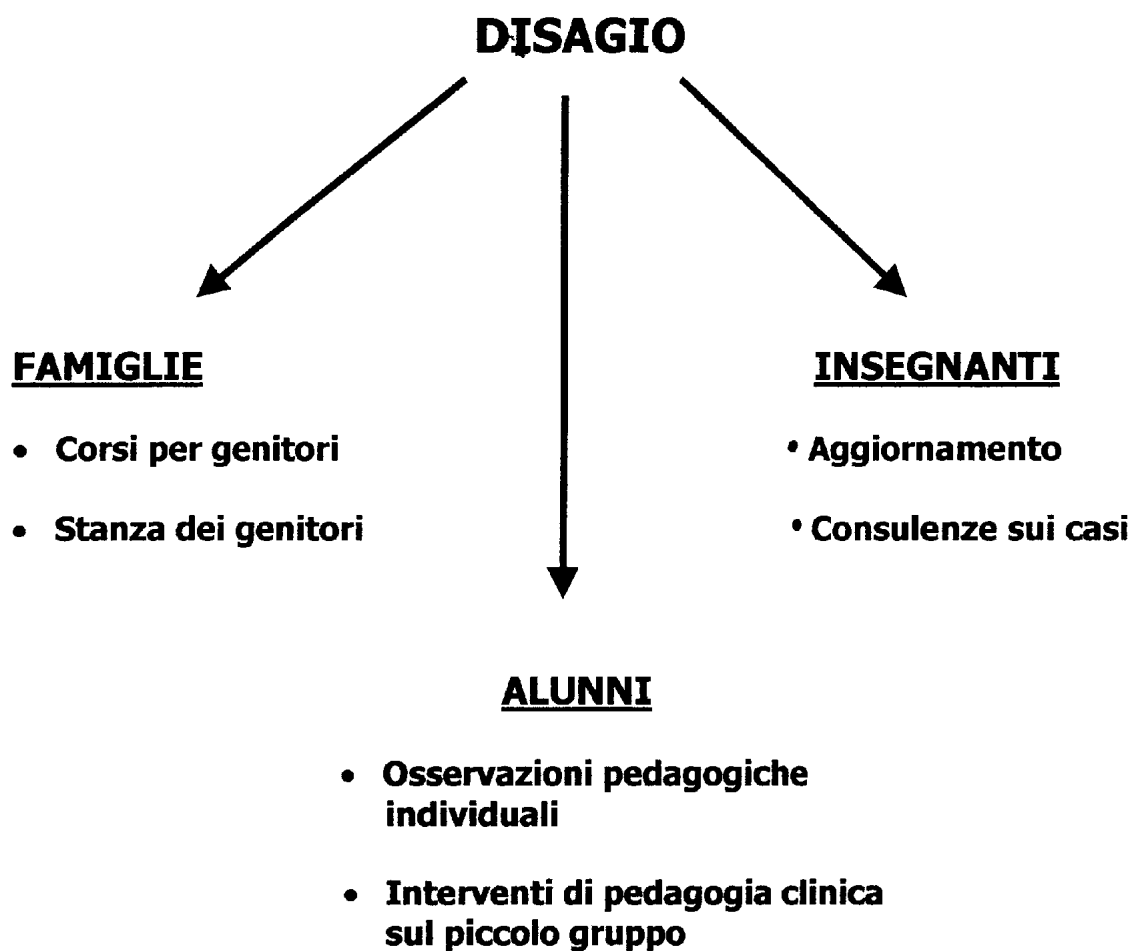 DISAGIO
FAMIGLIE
• Corsi per genitori
• Stanza dei genitori
INSEGNANTI
• Aggiornamento
• Consulenze sui casi
ALUNNI
• Osservazioni pedagogiche
individuali
• Interventi di pedagogia clinica
sul piccolo gruppo